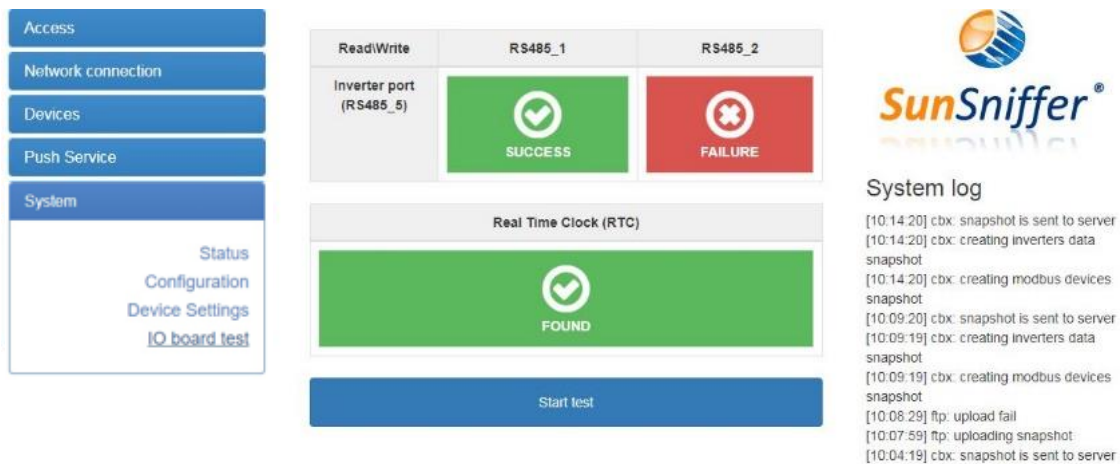 Access
Network connection
Devices
Push Service
System
Status
Configuration
Device Settings
IO board test
Read\Write RS485_1 RS485_2
Inverter port
(RS485_5)
SUCCESS FAILURE
Real Time Clock (RTC)
FOUND
Start test
SunSniffer®
System log
[10:14:20] cbx: snapshot is sent to server
[10:14:20] cbx: creating inverters data
snapshot
[10:14:20] cbx: creating modbus devices
snapshot
[10:09:20] cbx: snapshot is sent to server
[10:09:19] cbx: creating inverters data
snapshot
[10:09:19] cbx: creating modbus devices
snapshot
[10:08:29] ftp: upload fail
[10:07:59] ftp: uploading snapshot
[10:04:19] cbx: snapshot is sent to server